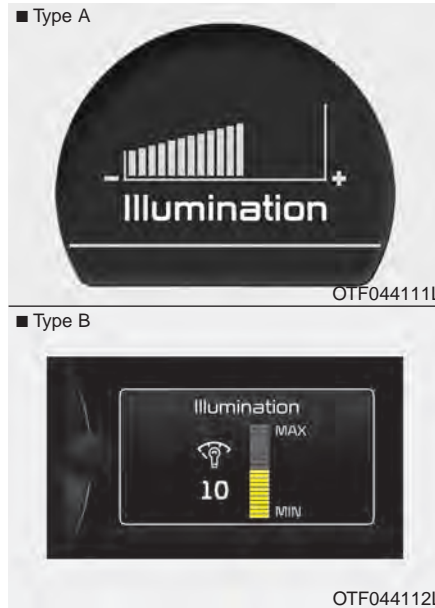 ■ Type A
- +
Illumination
OTF044111L
■ Type B
Illumination
MAX
10
MIN
OTF044112L